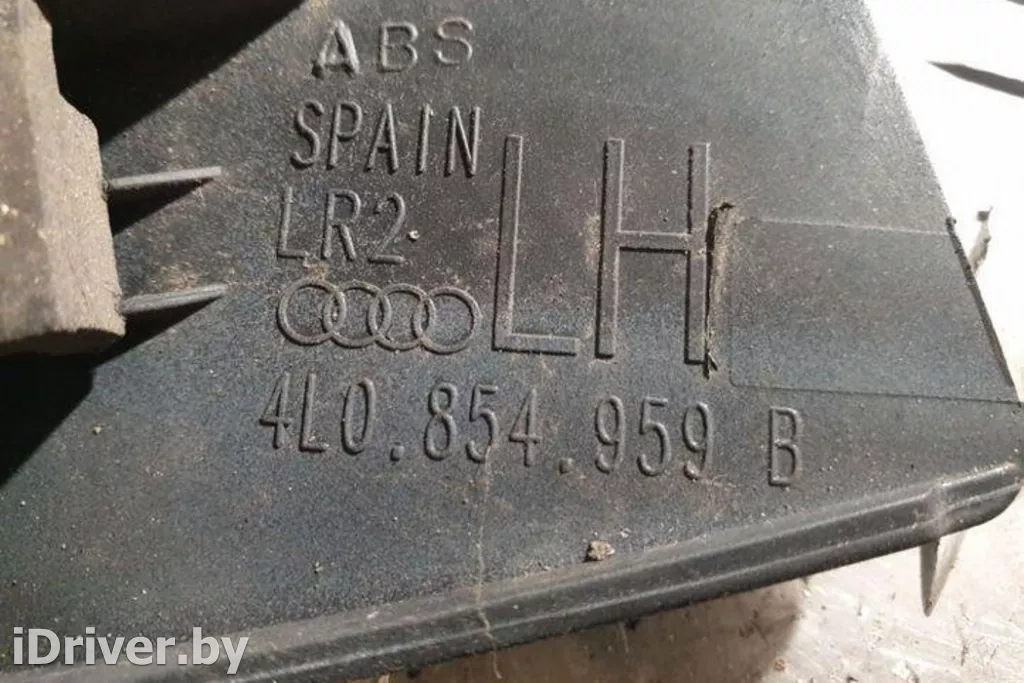 ABS
SPAIN
LR2
LH
4L0.854.959 B
iDriver.by